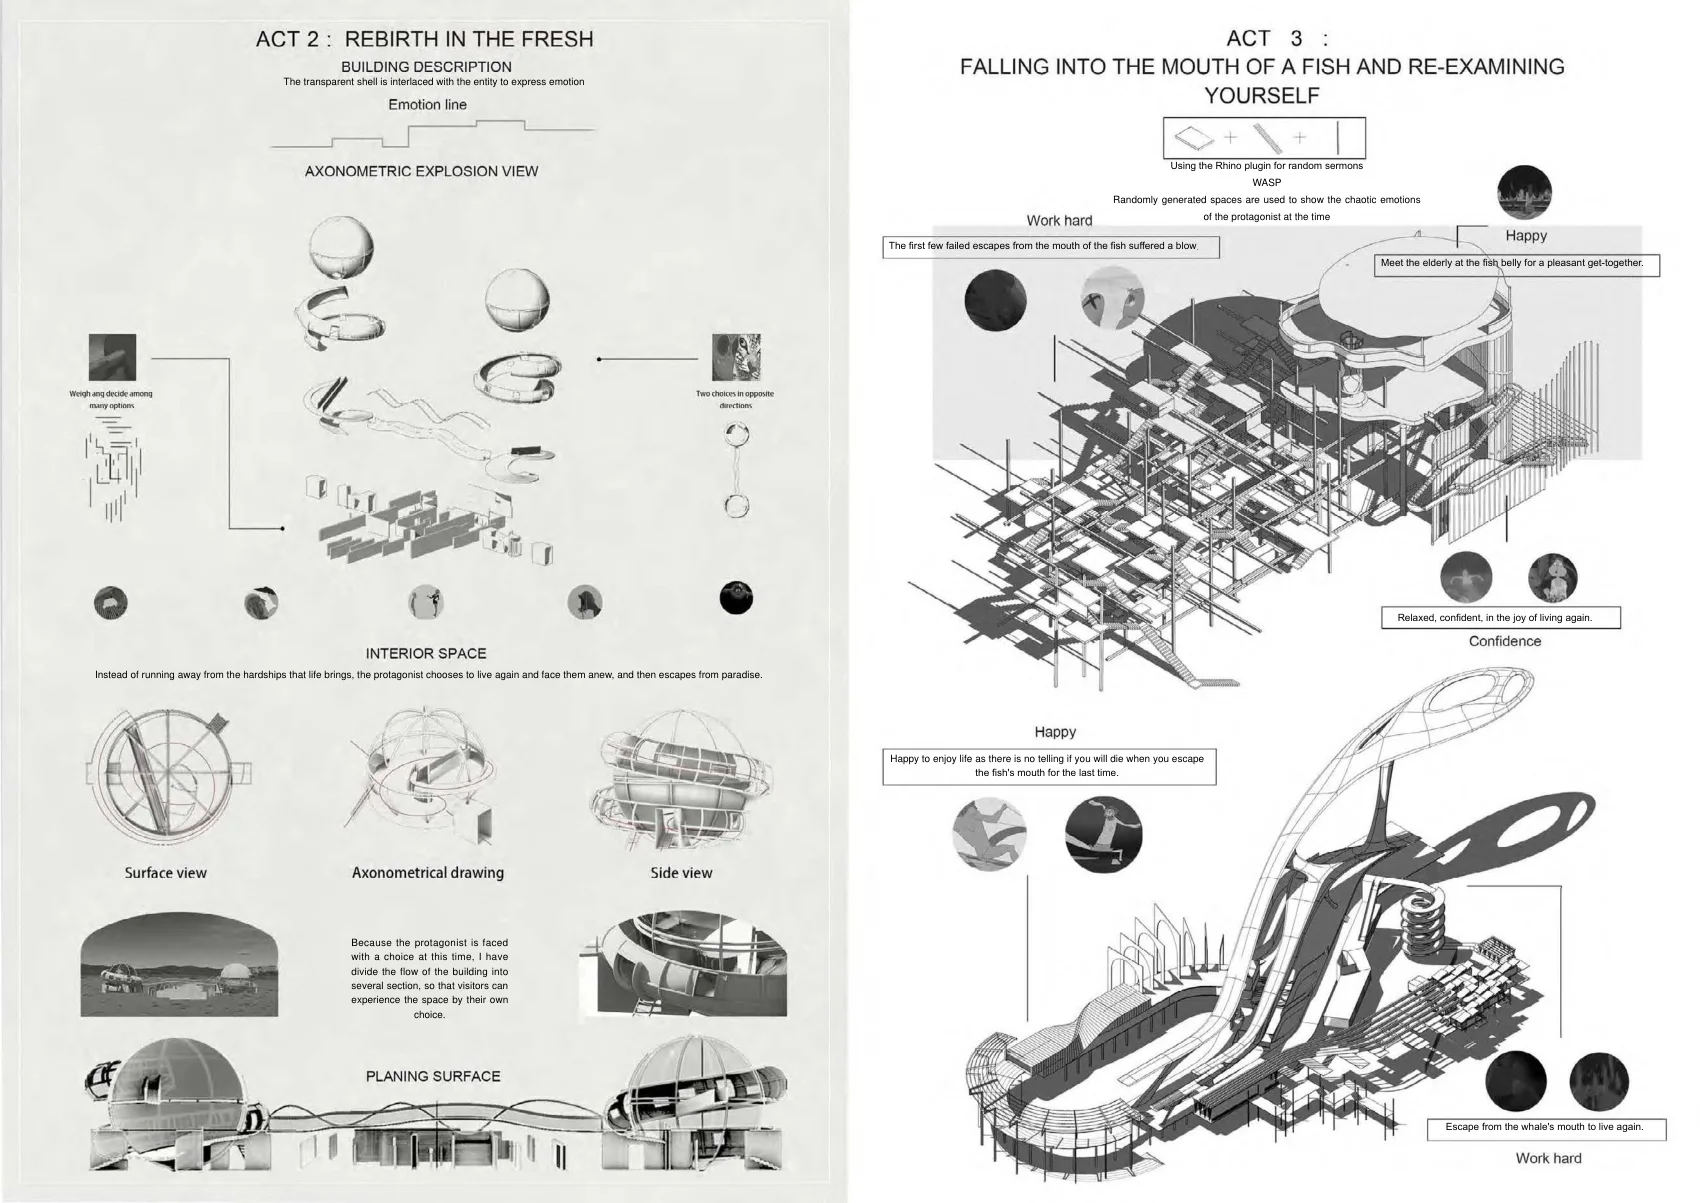 ACT 2 : REBIRTH IN THE FRESH
BUILDING DESCRIPTION
The transparent shell is interlaced with the entity to express emotion
Emotion line
AXONOMETRIC EXPLOSION VIEW
Weigh ang decide among
many options
Two choices in opposite
directions
INTERIOR SPACE
Instead of running away from the hardships that life brings, the protagonist chooses to live again and face them anew, and then escapes from paradise.
Surface view
Axonometrical drawing
Side view
Because the protagonist is faced
with a choice at this time, I have
divide the flow of the building into
several section, so that visitors can
experience the space by their own
choice.
PLANING SURFACE
ACT 3 :
FALLING INTO THE MOUTH OF A FISH AND RE-EXAMINING
YOURSELF
Using the Rhino plugin for random sermons
WASP
Randomly generated spaces are used to show the chaotic emotions
of the protagonist at the time
Work hard
The first few failed escapes from the mouth of the fish suffered a blow.
Happy
Meet the elderly at the fish belly for a pleasant get-together.
Relaxed, confident, in the joy of living again.
Confidence
Happy
Happy to enjoy life as there is no telling if you will die when you escape
the fish's mouth for the last time.
Escape from the whale's mouth to live again.
Work hard